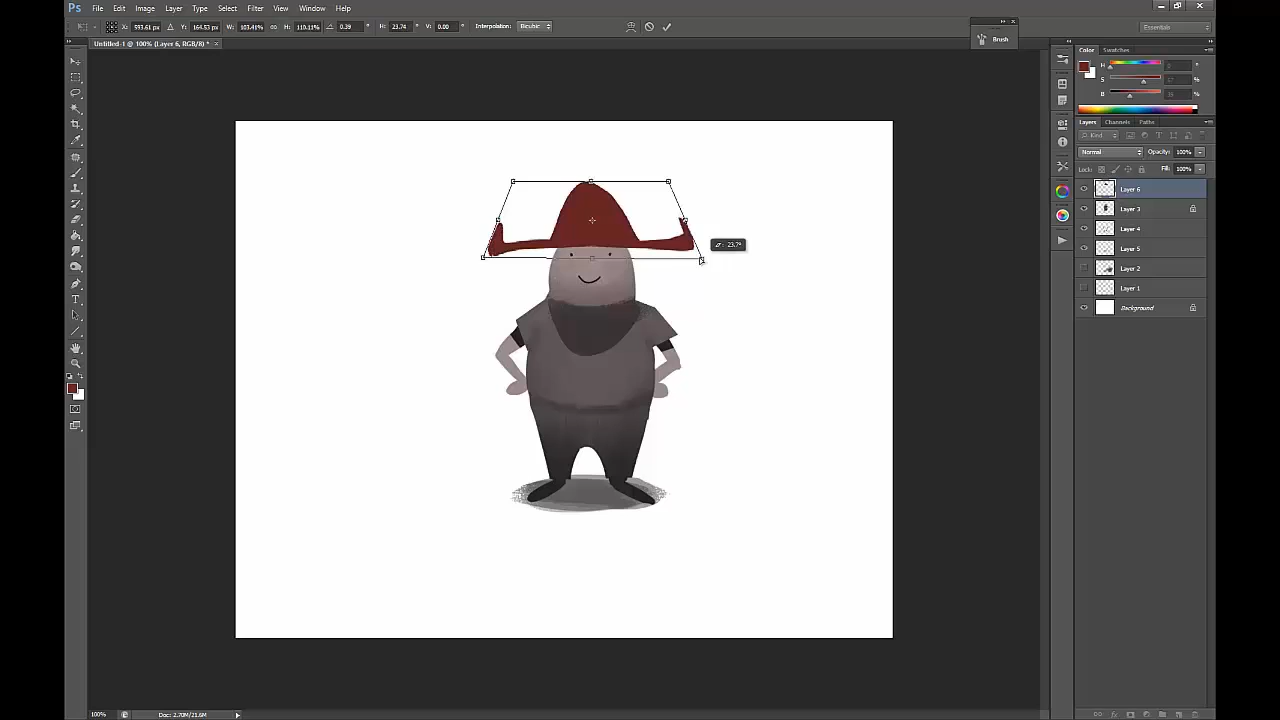 Ps File Edit Image Layer Type Select Filter View Window Help
X: 593.61 px Y: 164.53 px W: 103.41% H: 110.11% 0.39 ° H: 23.74 ° V: 0.00 ° Interpolation: Bicubic
Essentials
Brush
Untitled-1 @ 100% (Layer 6, RGB/8) * ×
Color Swatches
H °
S %
B %
Layers Channels Paths
Kind
Normal Opacity: 100%
Lock: Fill: 100%
Layer 6
Layer 3
Layer 4
Layer 5
Layer 2
Layer 1
Background
: -23.7°
100% Doc: 2.70M/21.6M